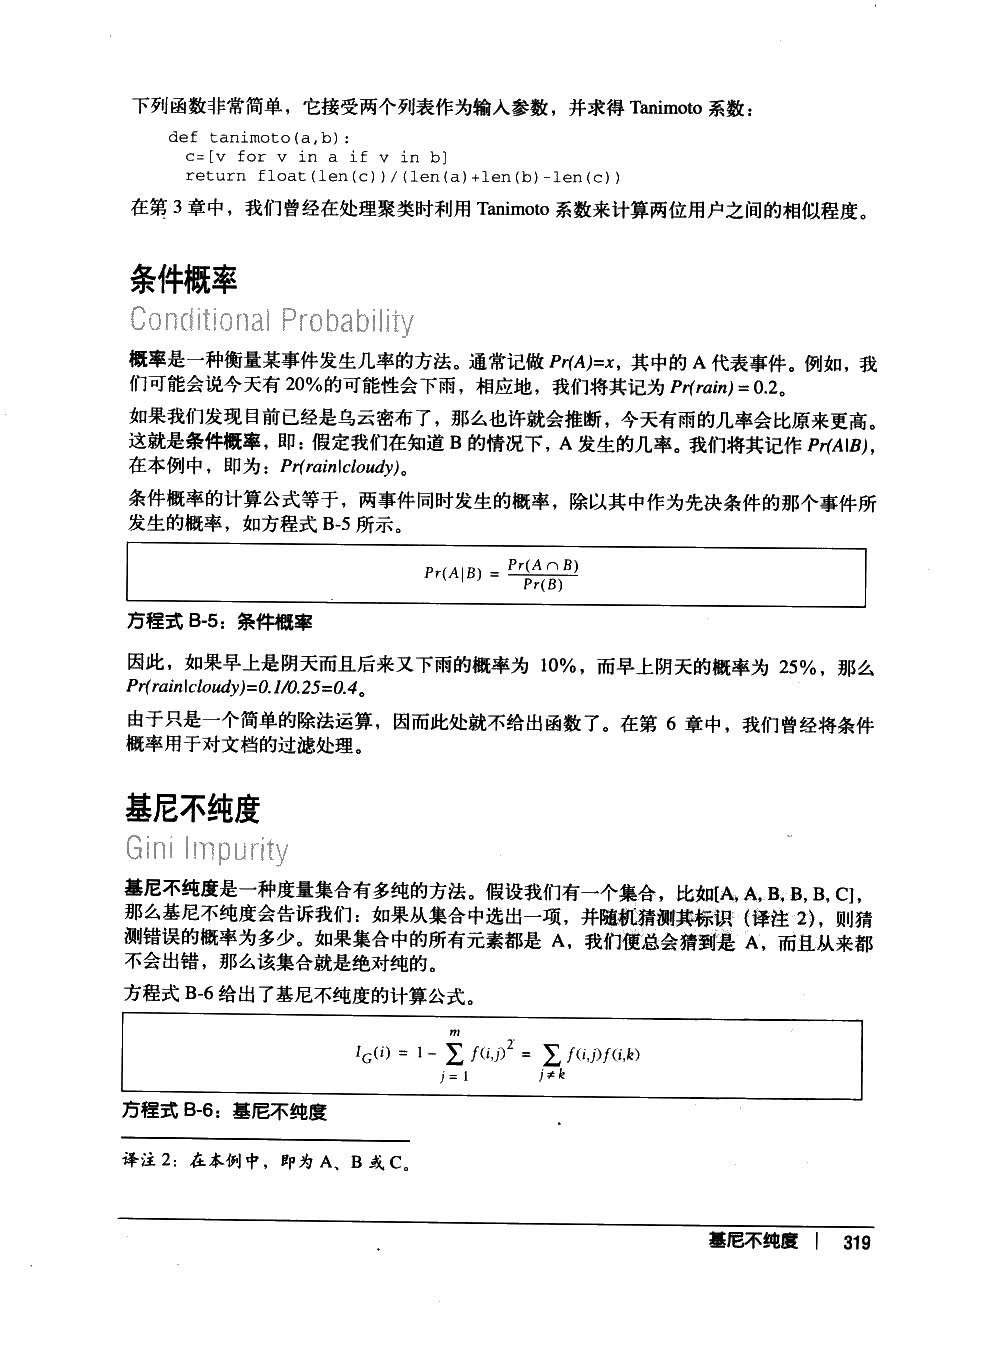 下列函数非常简单，它接受两个列表作为输入参数，并求得 Tanimoto 系数：
def tanimoto(a,b):
  c=[v for v in a if v in b]
  return float(len(c))/(len(a)+len(b)-len(c))
在第 3 章中，我们曾经在处理聚类时利用 Tanimoto 系数来计算两位用户之间的相似程度。
条件概率
Conditional Probability
概率是一种衡量某事件发生几率的方法。通常记做 Pr(A)=x，其中的 A 代表事件。例如，我
们可能会说今天有 20%的可能性会下雨，相应地，我们将其记为 Pr(rain) = 0.2。
如果我们发现目前已经是乌云密布了，那么也许就会推断，今天有雨的几率会比原来更高。
这就是条件概率，即：假定我们在知道 B 的情况下，A 发生的几率。我们将其记作 Pr(A|B)，
在本例中，即为：Pr(rain|cloudy)。
条件概率的计算公式等于，两事件同时发生的概率，除以其中作为先决条件的那个事件所
发生的概率，如方程式 B-5 所示。
Pr(A|B) = Pr(A∩B) / Pr(B)
方程式 B-5：条件概率
因此，如果早上是阴天而且后来又下雨的概率为 10%，而早上阴天的概率为 25%，那么
Pr(rain|cloudy)=0.1/0.25=0.4。
由于只是一个简单的除法运算，因而此处就不给出函数了。在第 6 章中，我们曾经将条件
概率用于对文档的过滤处理。
基尼不纯度
Gini Impurity
基尼不纯度是一种度量集合有多纯的方法。假设我们有一个集合，比如[A, A, B, B, B, C]，
那么基尼不纯度会告诉我们：如果从集合中选出一项，并随机猜测其标识（译注 2），则猜
测错误的概率为多少。如果集合中的所有元素都是 A，我们便总会猜到是 A，而且从来都
不会出错，那么该集合就是绝对纯的。
方程式 B-6 给出了基尼不纯度的计算公式。
I_G(i) = 1 - ∑_{j=1}^{m} f(i,j)^2 = ∑_{j≠k} f(i,j)f(i,k)
方程式 B-6：基尼不纯度
译注 2：在本例中，即为 A、B 或 C。
基尼不纯度 | 319